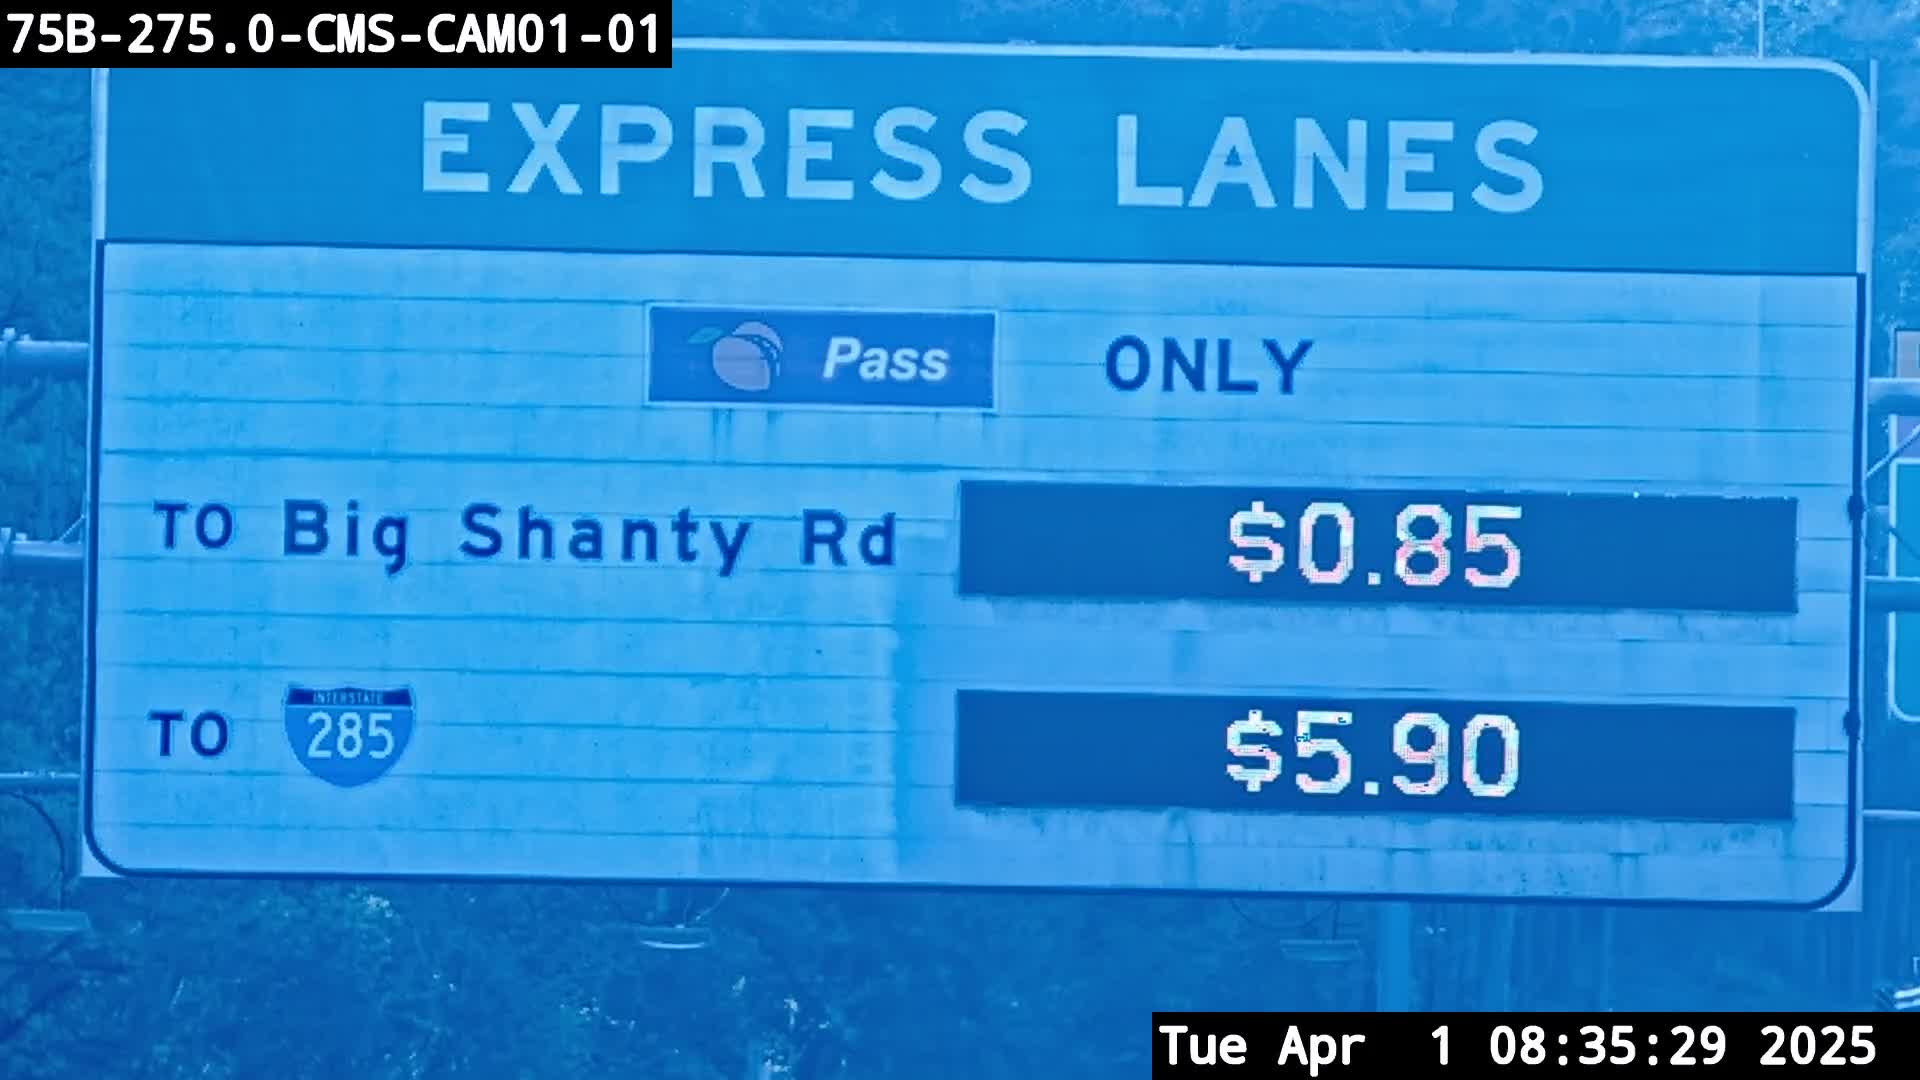 75B-275.0-CMS-CAM01-01
EXPRESS LANES
Pass ONLY
TO Big Shanty Rd $0.85
TO INTERSTATE 285 $5.90
Tue Apr 1 08:35:29 2025